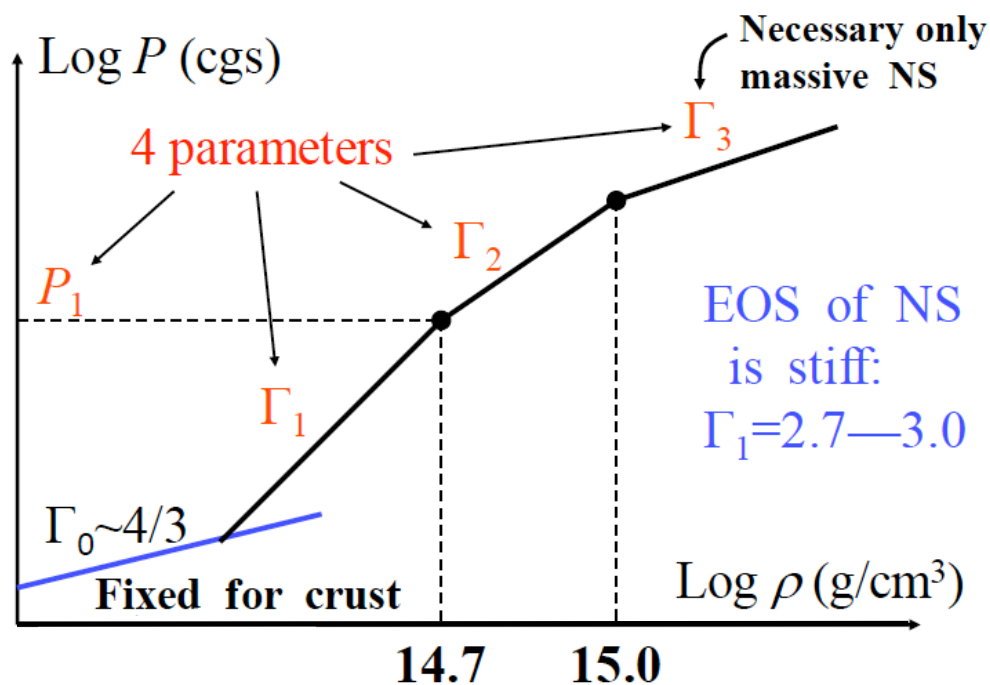 Necessary only
massive NS
Log P (cgs)
Γ₃
4 parameters
Γ₂
P₁
EOS of NS
is stiff:
Γ₁=2.7—3.0
Γ₁
Γ₀~4/3
Fixed for crust
Log ρ (g/cm³)
14.7
15.0